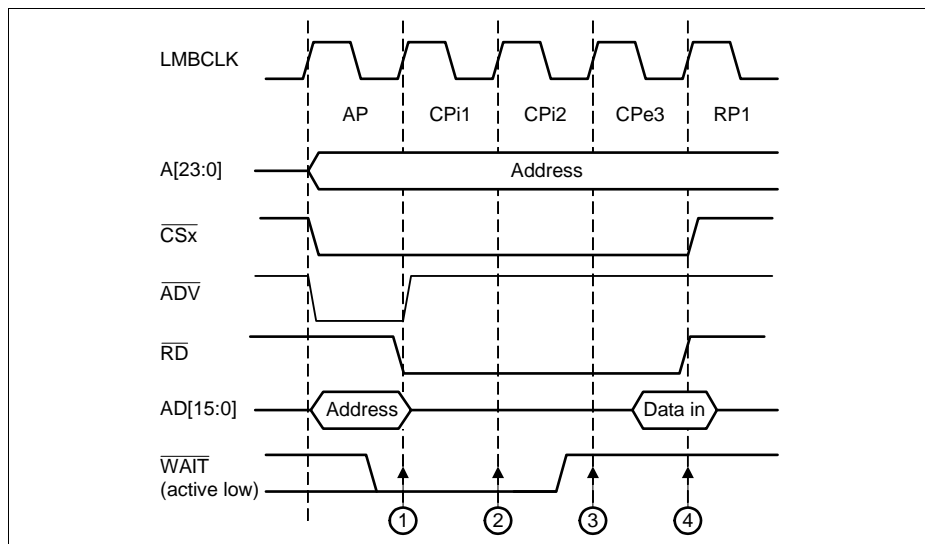 LMBCLK
AP CPi1 CPi2 CPe3 RP1
A[23:0] Address
CSx
ADV
RD
AD[15:0] Address Data in
WAIT
(active low)
1 2 3 4